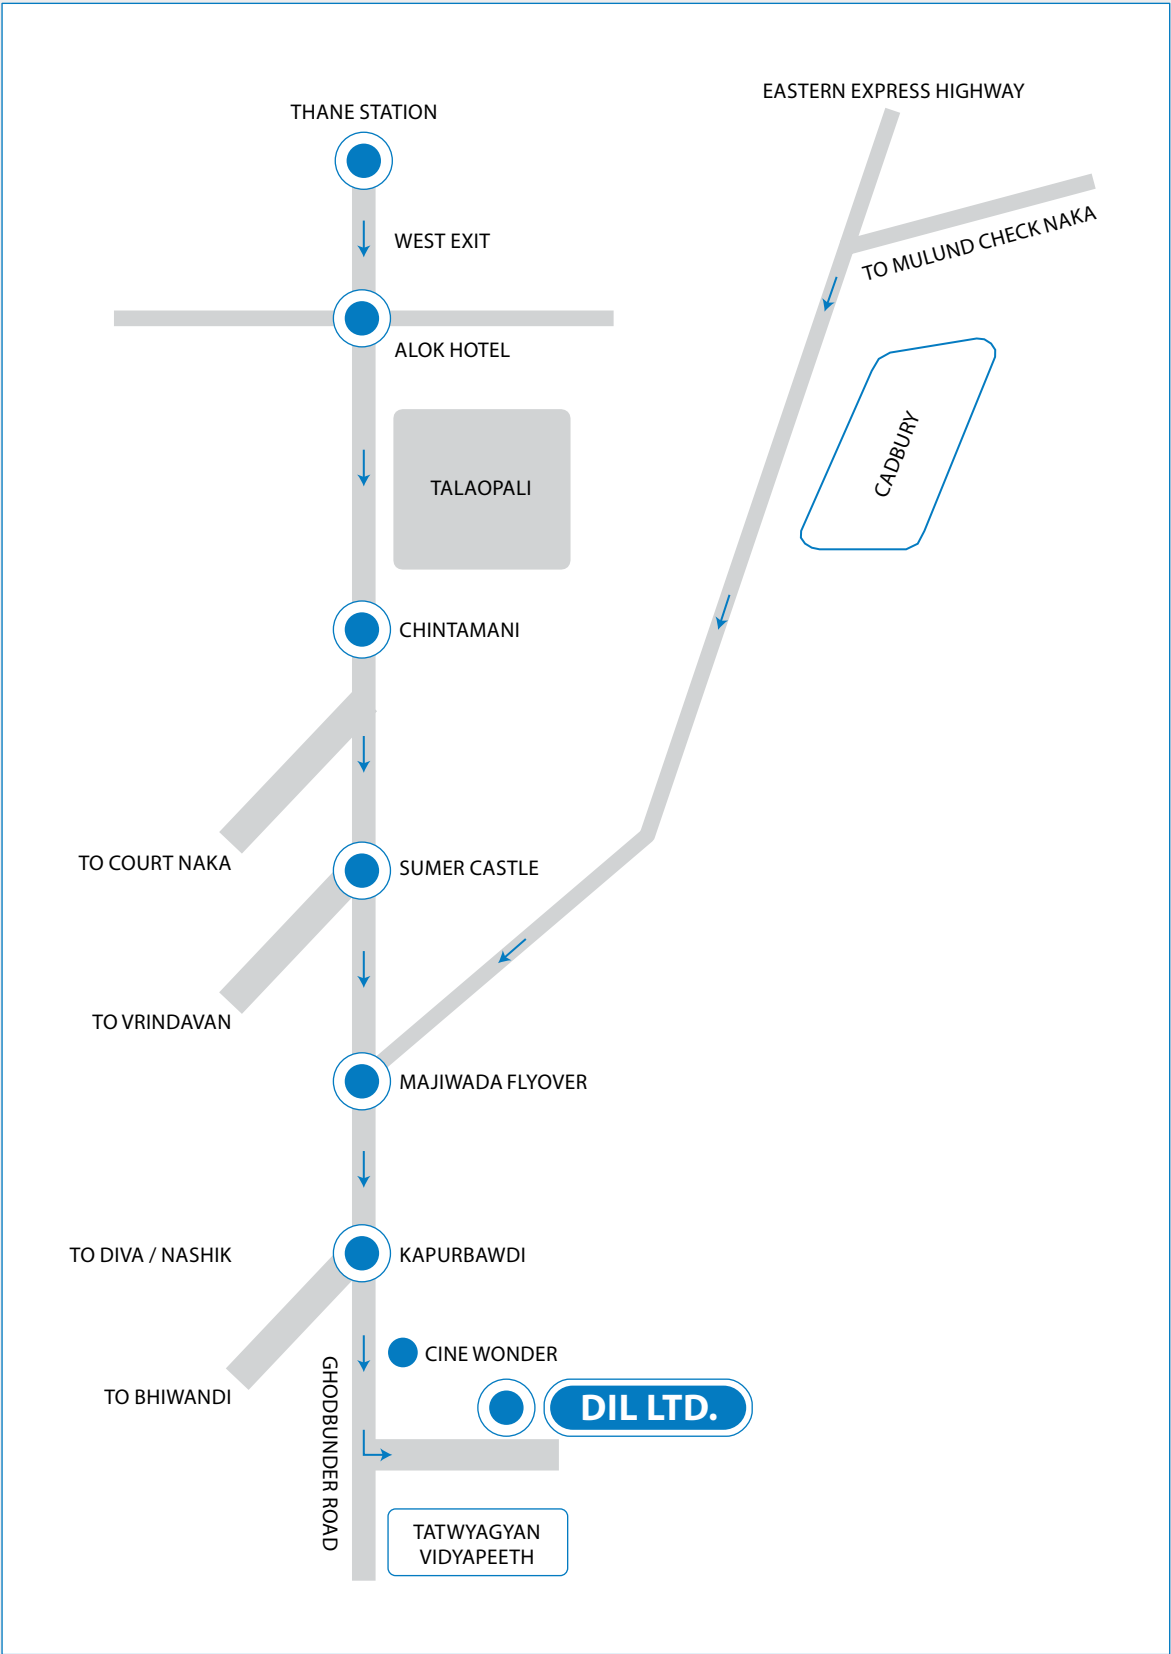 EASTERN EXPRESS HIGHWAY
THANE STATION
TO MULUND CHECK NAKA
WEST EXIT
ALOK HOTEL
CADBURY
TALAOPALI
CHINTAMANI
TO COURT NAKA
SUMER CASTLE
TO VRINDAVAN
MAJIWADA FLYOVER
TO DIVA / NASHIK
KAPURBAWDI
CINE WONDER
TO BHIWANDI
DIL LTD.
GHODBUNDER ROAD
TATWYAGYAN
VIDYAPEETH